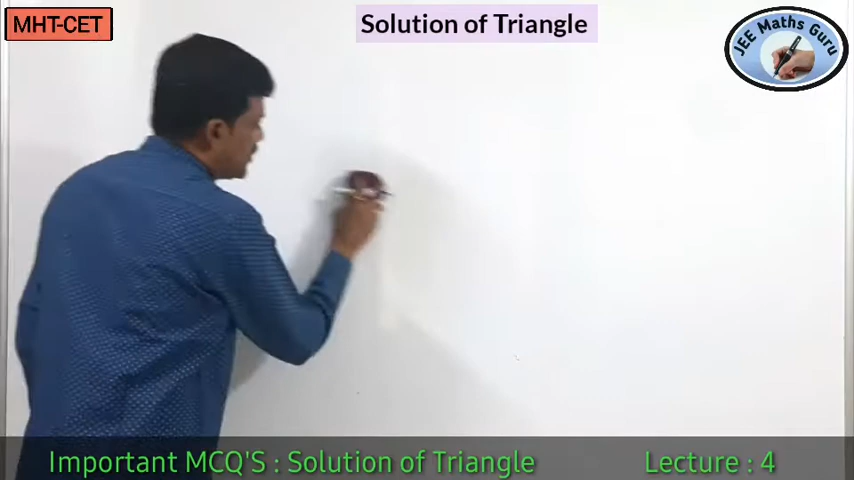 MHT-CET
Solution of Triangle
JEE Maths Guru
Important MCQ'S : Solution of Triangle
Lecture : 4